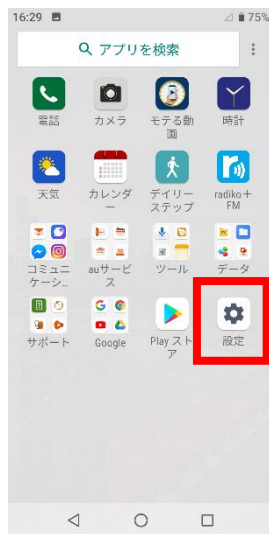 16:29 75%
アプリを検索
電話 カメラ モテる動 時計
画
天気 カレンダ デイリー radiko＋
ー ステップ FM
コミュニ auサービ ツール データ
ケーシ… ス
サポート Google Play スト 設定
ア